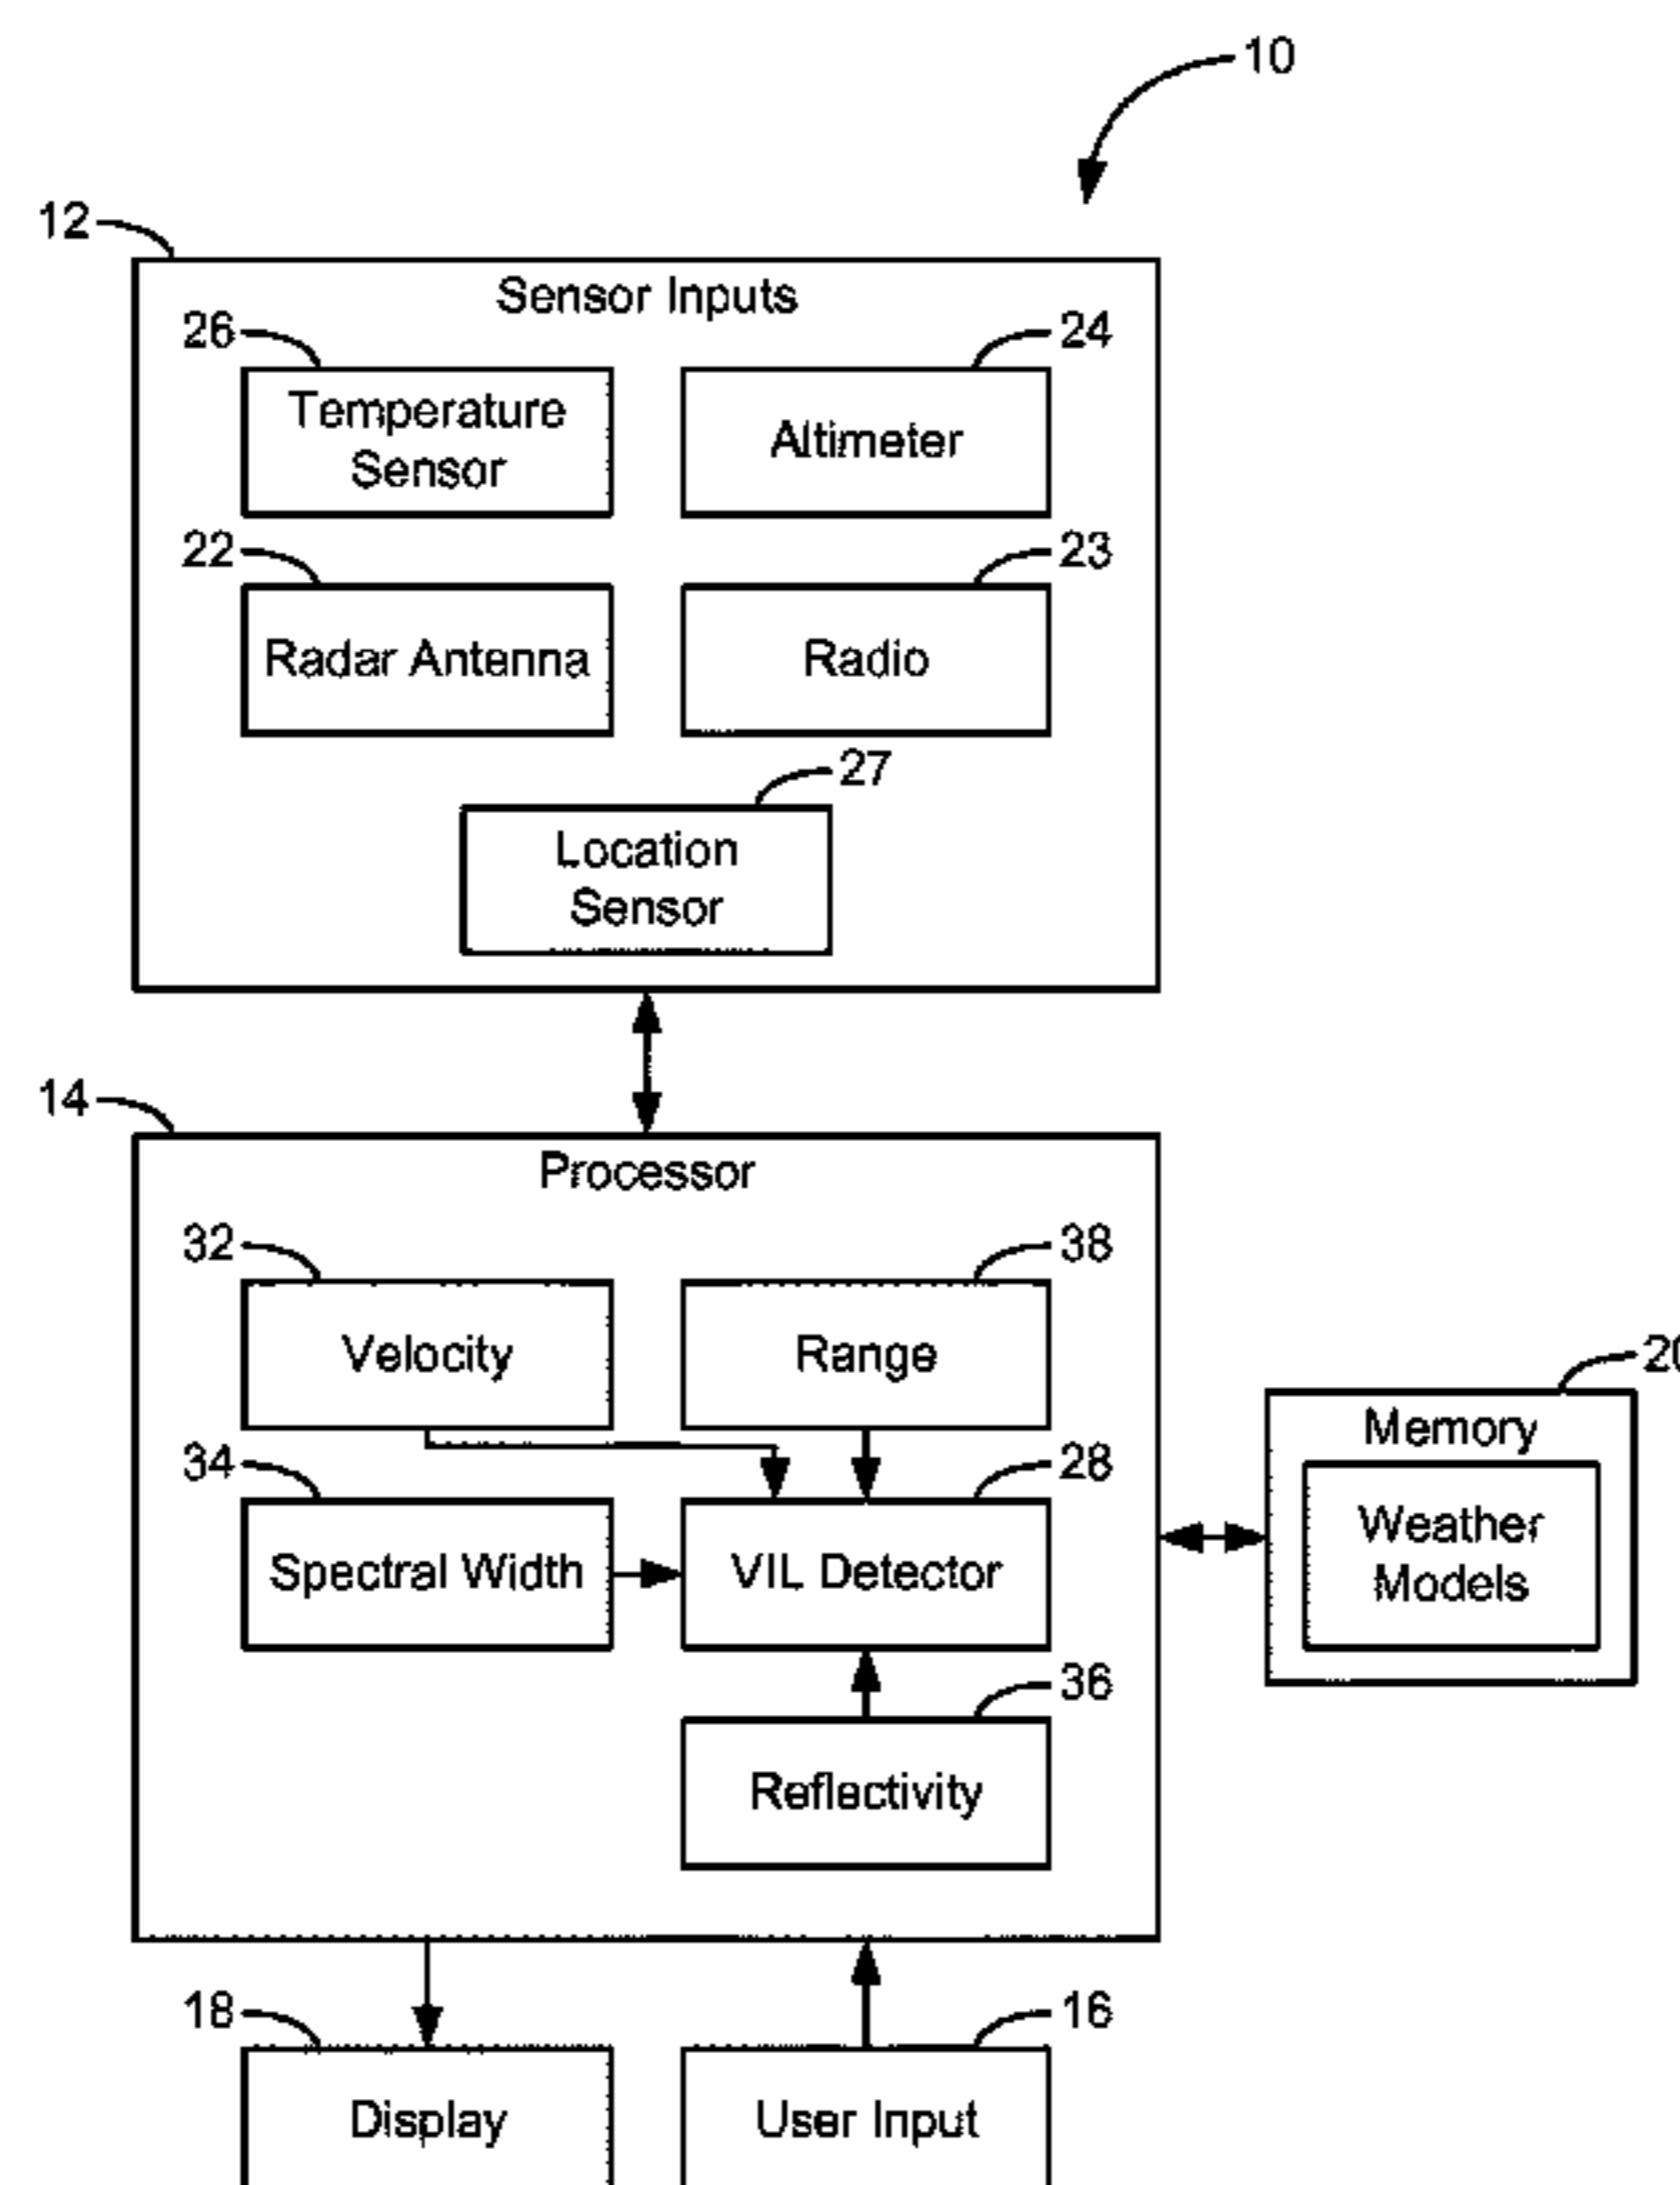 10
12
Sensor Inputs
26
24
Temperature
Sensor
Altimeter
22
23
Radar Antenna
Radio
27
Location
Sensor
14
Processor
32
38
Velocity
Range
20
Memory
34
28
Spectral Width
VIL Detector
Weather
Models
36
Reflectivity
18
16
Display
User Input